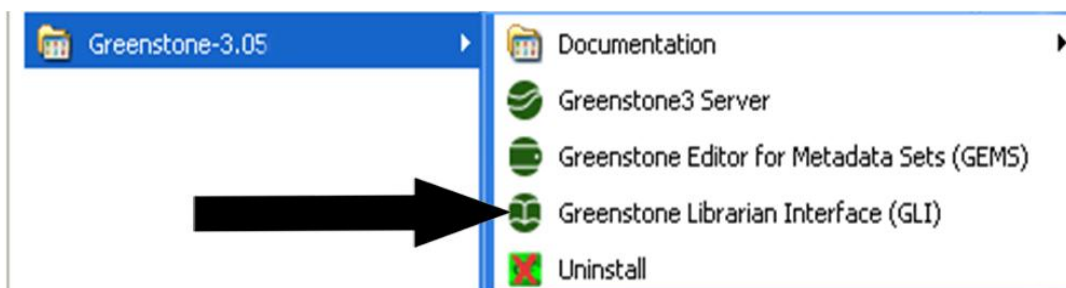 Greenstone-3.05
Documentation
Greenstone3 Server
Greenstone Editor for Metadata Sets (GEMS)
Greenstone Librarian Interface (GLI)
Uninstall